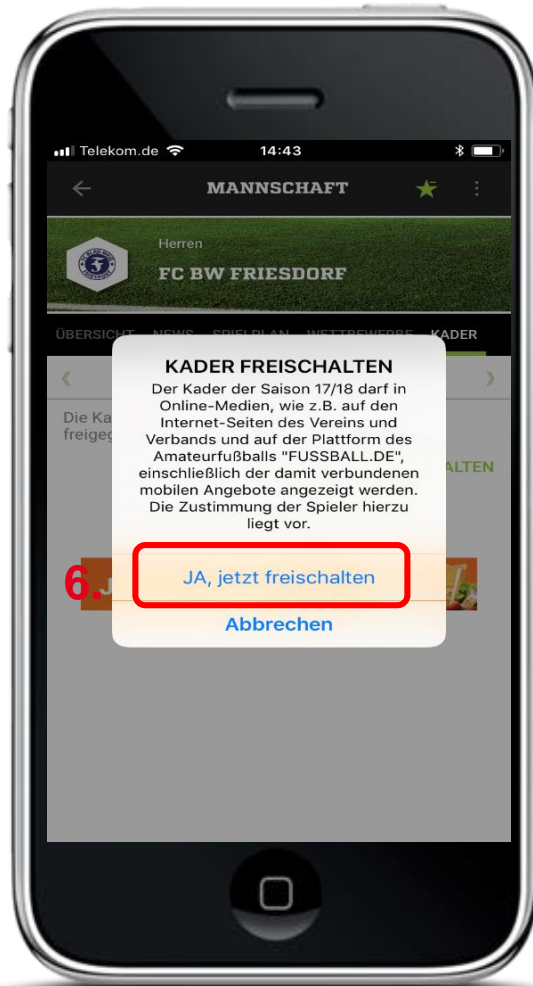 Telekom.de 14:43
MANNSCHAFT
Herren
FC BW FRIESDORF
ÜBERSICHT NEWS SPIELPLAN WETTBEWERBE KADER
KADER FREISCHALTEN
Der Kader der Saison 17/18 darf in
Online-Medien, wie z.B. auf den
Internet-Seiten des Vereins und
Verbands und auf der Plattform des
Amateurfußballs "FUSSBALL.DE",
einschließlich der damit verbundenen
mobilen Angebote angezeigt werden.
Die Zustimmung der Spieler hierzu
liegt vor.
Die Ka
freigeg
ALTEN
6.
J
JA, jetzt freischalten
Abbrechen